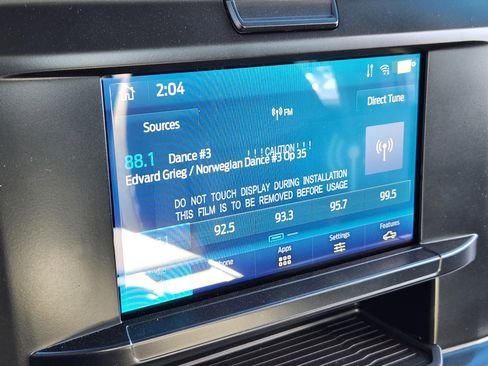 2:04
FM
Sources
Direct Tune
! ! !CAUTION! ! !
88.1 Dance #3
Edvard Grieg / Norwegian Dance #3 Op 35
DO NOT TOUCH DISPLAY DURING INSTALLATION
THIS FILM IS TO BE REMOVED BEFORE USAGE
92.5 93.3 95.7 99.5
Apps Settings Features